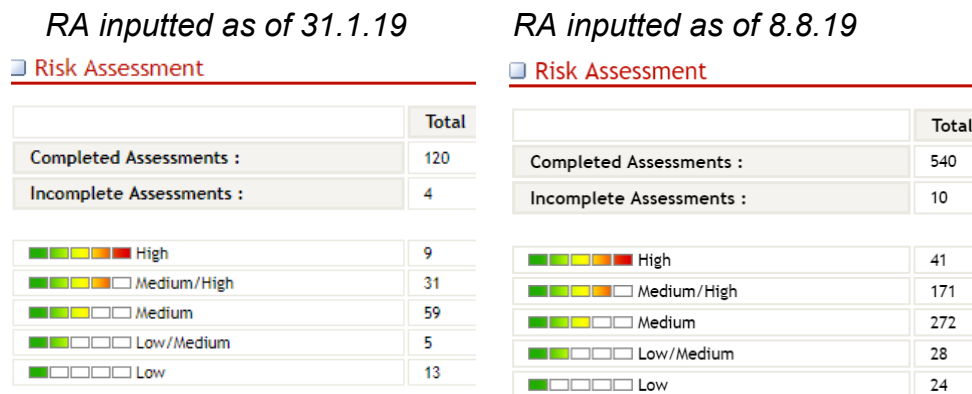 RA inputted as of 31.1.19
Risk Assessment
Total
Completed Assessments : 120
Incomplete Assessments : 4
High 9
Medium/High 31
Medium 59
Low/Medium 5
Low 13
RA inputted as of 8.8.19
Risk Assessment
Total
Completed Assessments : 540
Incomplete Assessments : 10
High 41
Medium/High 171
Medium 272
Low/Medium 28
Low 24